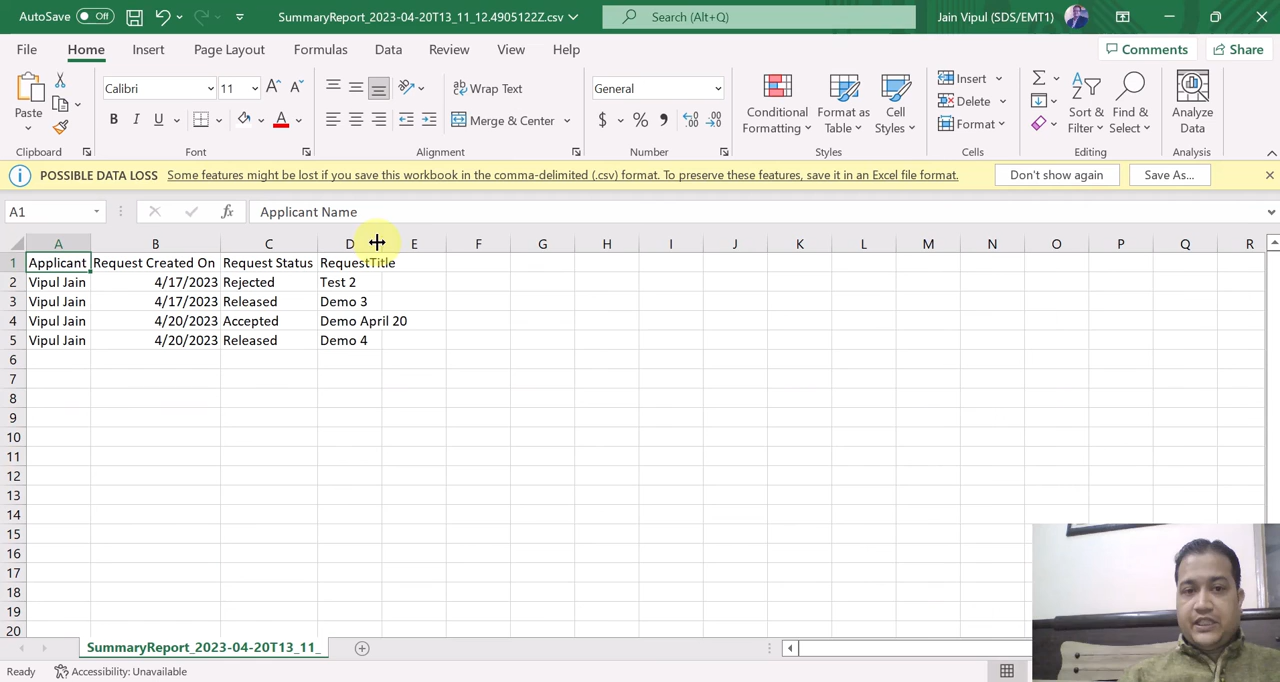 AutoSave Off SummaryReport_2023-04-20T13_11_12.4905122Z.csv Search (Alt+Q) Jain Vipul (SDS/EMT1)
File Home Insert Page Layout Formulas Data Review View Help Comments Share
Paste Calibri 11 Wrap Text Merge & Center General Conditional Formatting Format as Table Cell Styles Insert Delete Format Sort & Filter Find & Select Analyze Data
Clipboard Font Alignment Number Styles Cells Editing Analysis
POSSIBLE DATA LOSS Some features might be lost if you save this workbook in the comma-delimited (.csv) format. To preserve these features, save it in an Excel file format. Don't show again Save As...
A1 fx Applicant Name
A B C D E F G H I J K L M N O P Q R
1 Applicant Request Created On Request Status RequestTitle
2 Vipul Jain 4/17/2023 Rejected Test 2
3 Vipul Jain 4/17/2023 Released Demo 3
4 Vipul Jain 4/20/2023 Accepted Demo April 20
5 Vipul Jain 4/20/2023 Released Demo 4
6
7
8
9
10
11
12
13
14
15
16
17
18
19
20
SummaryReport_2023-04-20T13_11_
Ready Accessibility: Unavailable